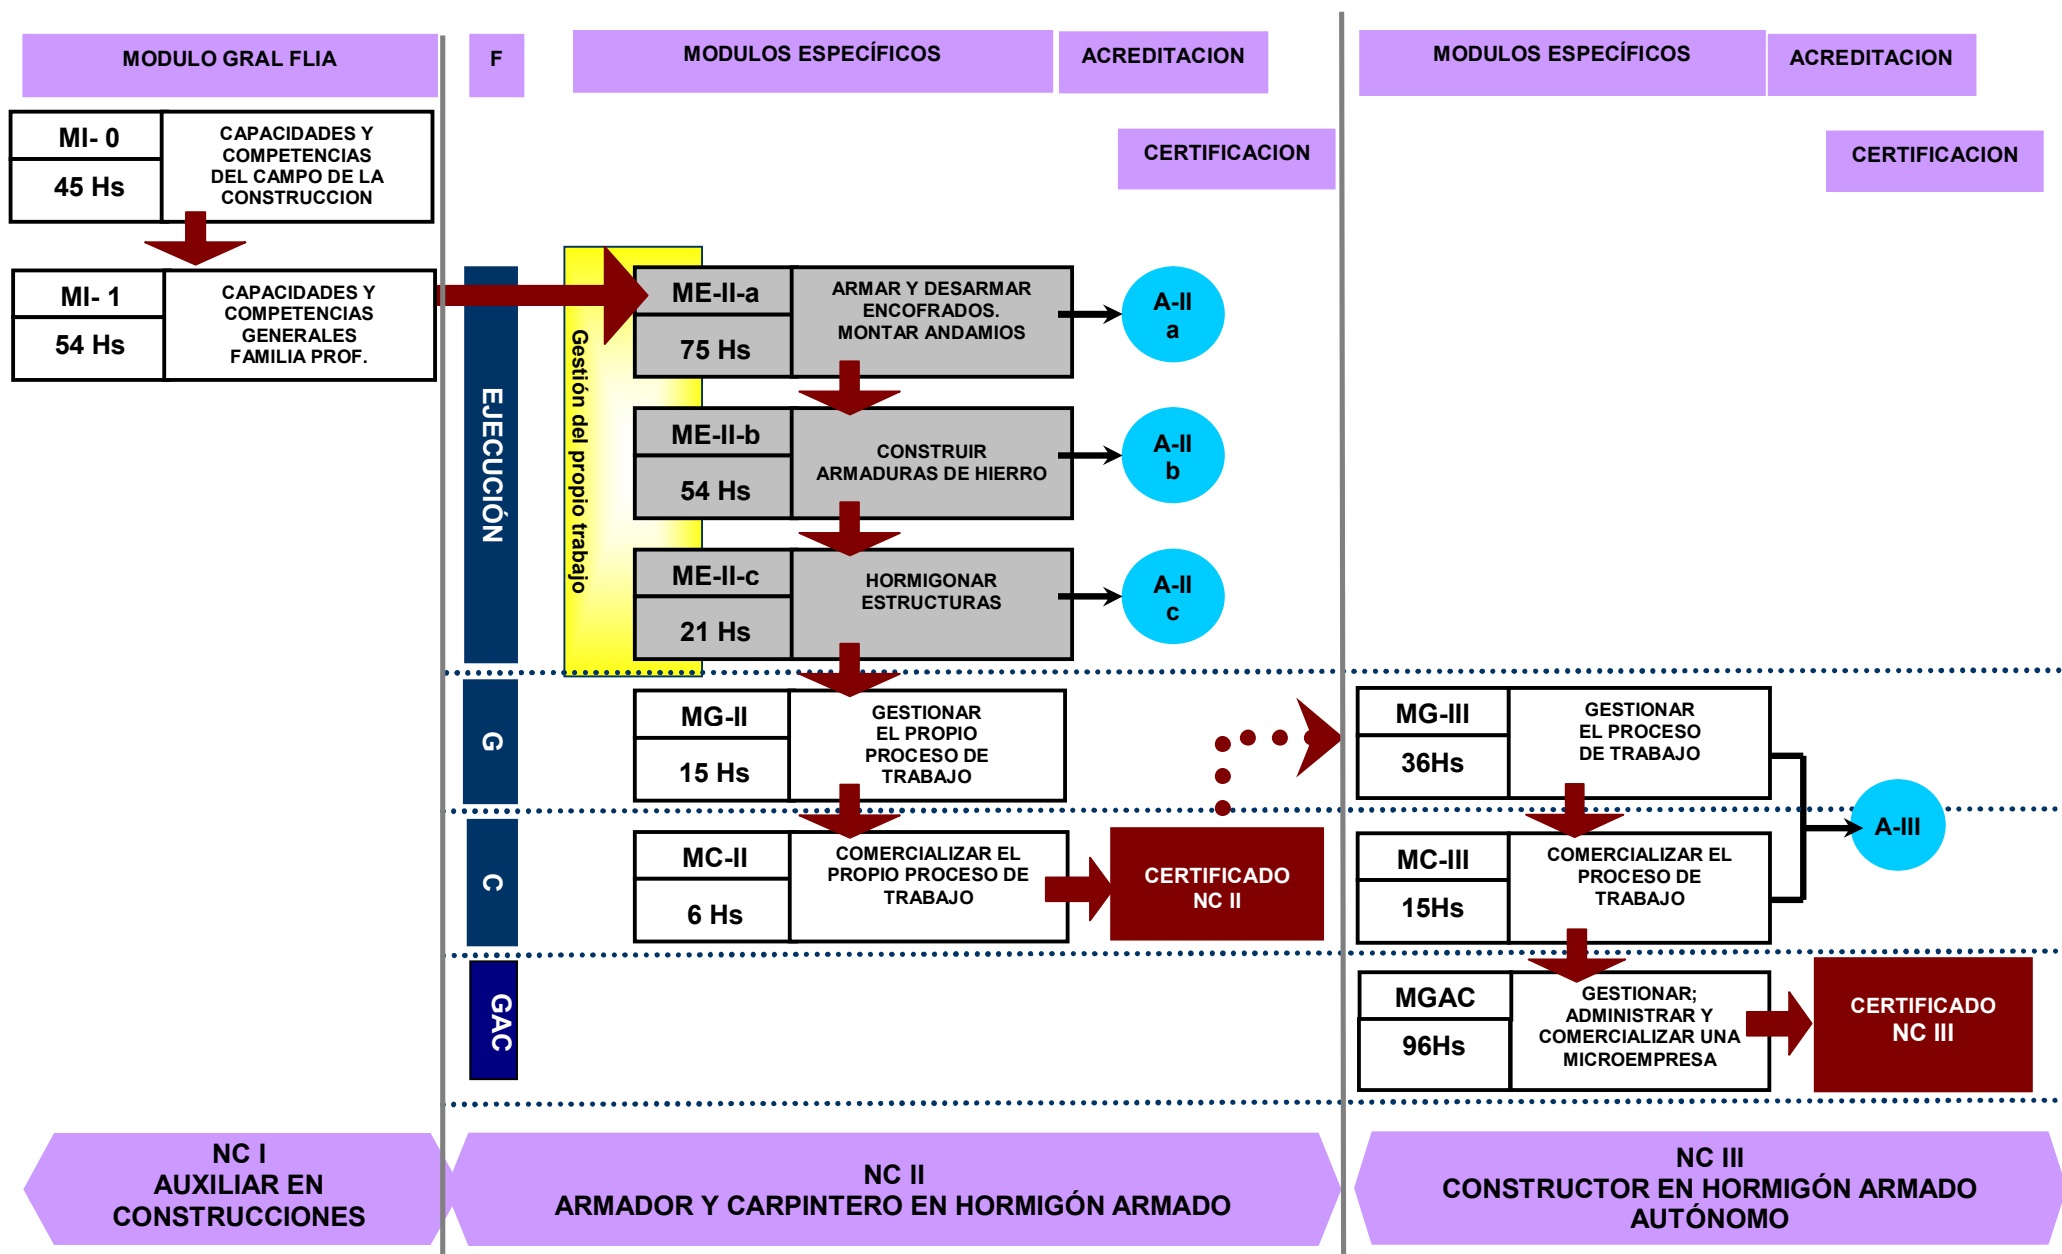 MODULO GRAL FLIA
F
MODULOS ESPECÍFICOS
ACREDITACION
MODULOS ESPECÍFICOS
ACREDITACION
CERTIFICACION
CERTIFICACION
MI- 0
45 Hs
CAPACIDADES Y
COMPETENCIAS
DEL CAMPO DE LA
CONSTRUCCION
MI- 1
54 Hs
CAPACIDADES Y
COMPETENCIAS
GENERALES
FAMILIA PROF.
EJECUCIÓN
Gestión del propio trabajo
ME-II-a
75 Hs
ARMAR Y DESARMAR
ENCOFRADOS.
MONTAR ANDAMIOS
A-II
a
ME-II-b
54 Hs
CONSTRUIR
ARMADURAS DE HIERRO
A-II
b
ME-II-c
21 Hs
HORMIGONAR
ESTRUCTURAS
A-II
c
G
MG-II
15 Hs
GESTIONAR
EL PROPIO
PROCESO DE
TRABAJO
MG-III
36Hs
GESTIONAR
EL PROCESO
DE TRABAJO
C
MC-II
6 Hs
COMERCIALIZAR EL
PROPIO PROCESO DE
TRABAJO
CERTIFICADO
NC II
MC-III
15Hs
COMERCIALIZAR EL
PROCESO DE
TRABAJO
A-III
GAC
MGAC
96Hs
GESTIONAR;
ADMINISTRAR Y
COMERCIALIZAR UNA
MICROEMPRESA
CERTIFICADO
NC III
NC I
AUXILIAR EN
CONSTRUCCIONES
NC II
ARMADOR Y CARPINTERO EN HORMIGÓN ARMADO
NC III
CONSTRUCTOR EN HORMIGÓN ARMADO
AUTÓNOMO